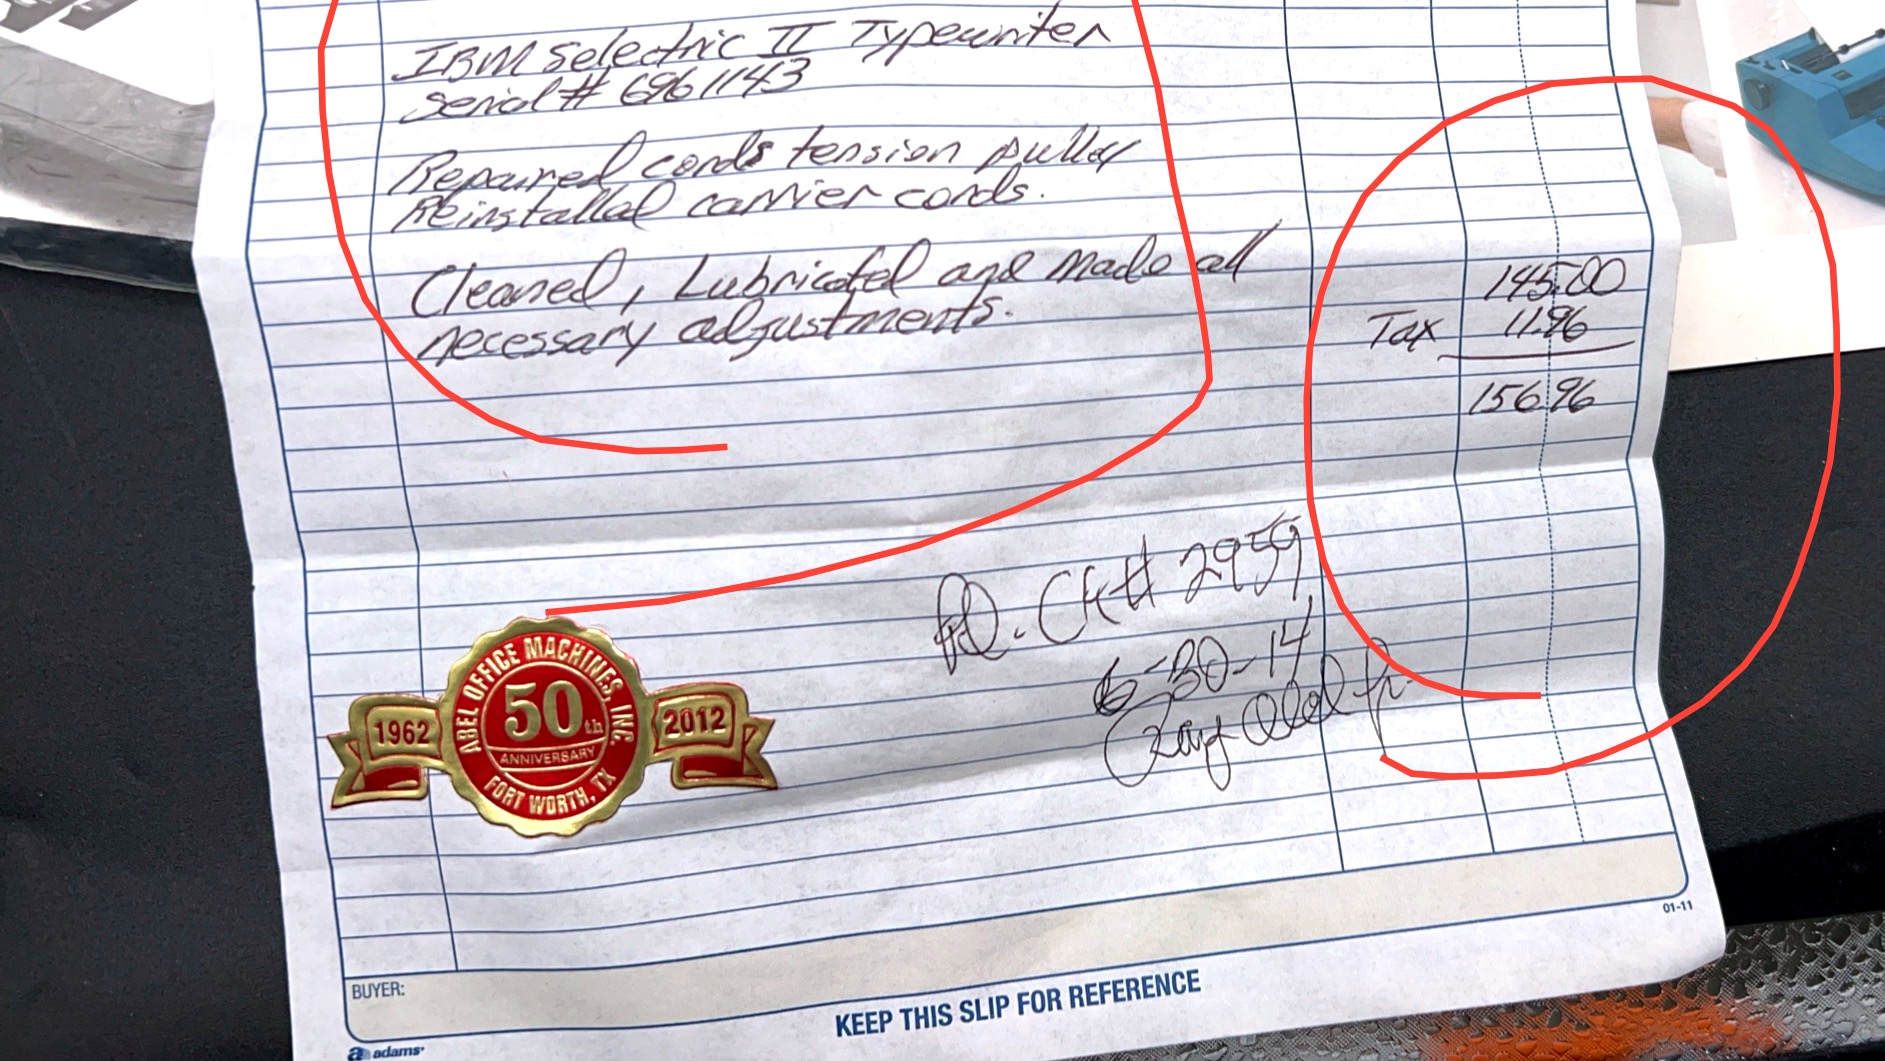 IBM Selectric II Typewriter
Serial# 6961143
Repaired cords tension pulley
Reinstalled carrier cords.
Cleaned, Lubricated and Made all
necessary adjustments.
145.00
Tax 11.96
156.96
Pd. Ck# 2959
6-30-14
ABEL OFFICE MACHINES, INC.
1962 50th 2012
ANNIVERSARY
FORT WORTH, TX
01-11
BUYER:
KEEP THIS SLIP FOR REFERENCE
adams